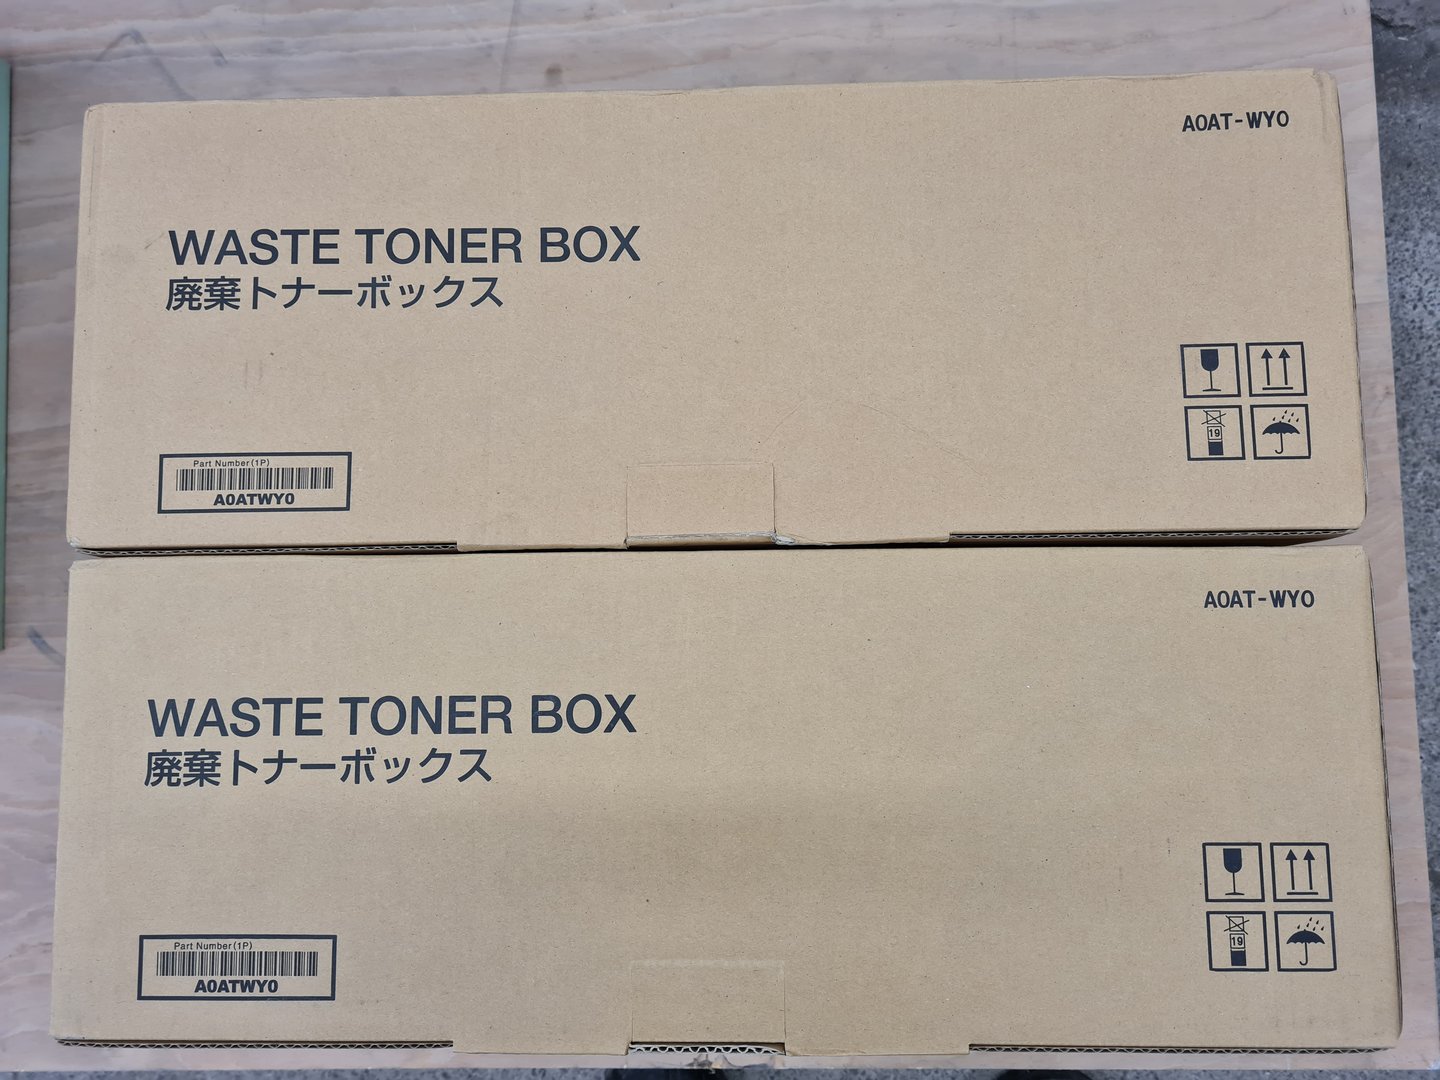 A0AT-WY0
WASTE TONER BOX
廃棄トナーボックス
19
Part Number(1P)
A0ATWY0
A0AT-WY0
WASTE TONER BOX
廃棄トナーボックス
19
Part Number(1P)
A0ATWY0